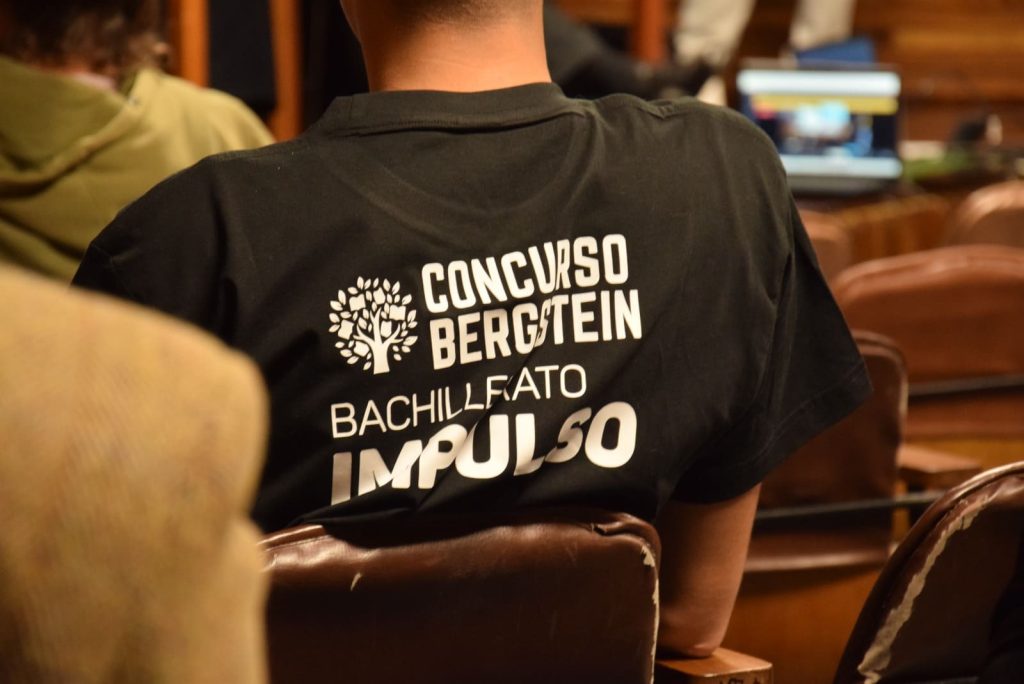 CONCURSO
BERGSTEIN
BACHILLERATO
IMPULSO